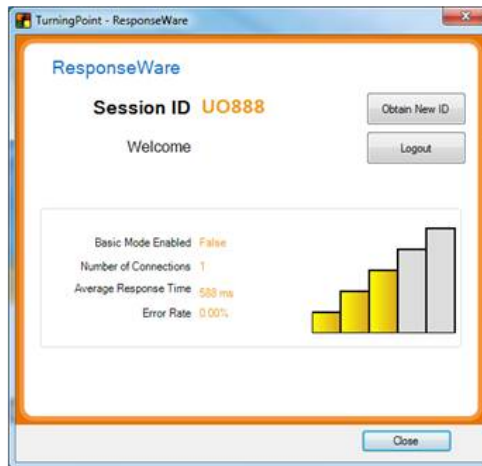 TurningPoint - ResponseWare
ResponseWare
Session ID UO888
Obtain New ID
Welcome
Logout
Basic Mode Enabled False
Number of Connections 1
Average Response Time 588 ms
Error Rate 0.00%
Close